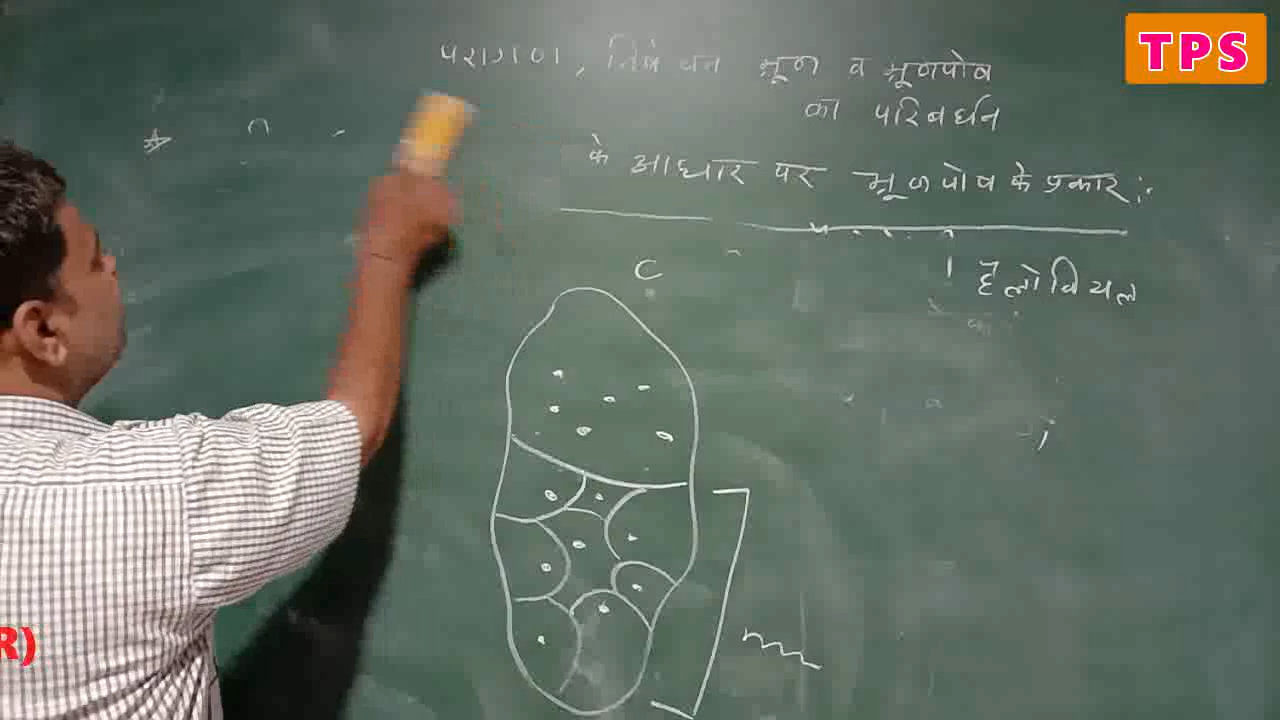 TPS
परागण, निषेचन भ्रूण व भ्रूणपोष
का परिवर्धन
के आधार पर भ्रूणपोष के प्रकार :
हैलोबियल
C
R)